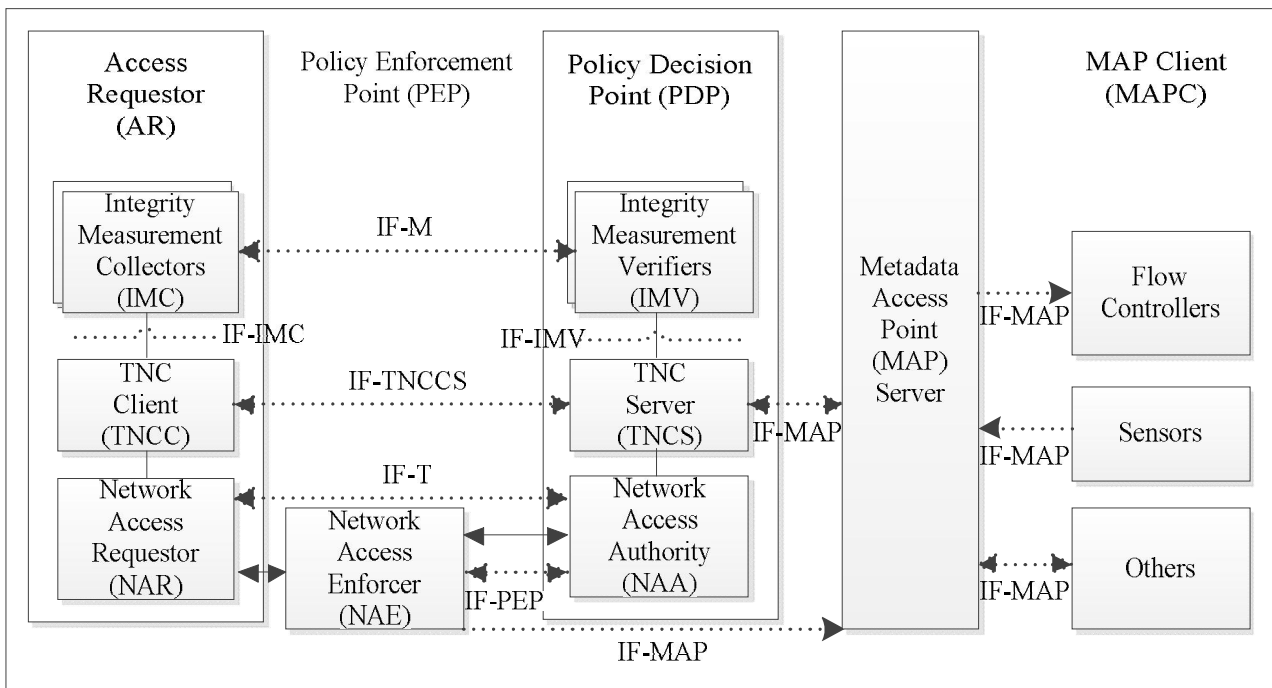 Access
Requestor
(AR)
Policy Enforcement
Point (PEP)
Policy Decision
Point (PDP)
MAP Client
(MAPC)
Integrity
Measurement
Collectors
(IMC)
IF-M
Integrity
Measurement
Verifiers
(IMV)
IF-IMC
IF-IMV
TNC
Client
(TNCC)
IF-TNCCS
TNC
Server
(TNCS)
IF-MAP
Network
Access
Requestor
(NAR)
IF-T
Network
Access
Enforcer
(NAE)
IF-PEP
Network
Access
Authority
(NAA)
IF-MAP
Metadata
Access
Point
(MAP)
Server
IF-MAP
Flow
Controllers
IF-MAP
Sensors
IF-MAP
Others